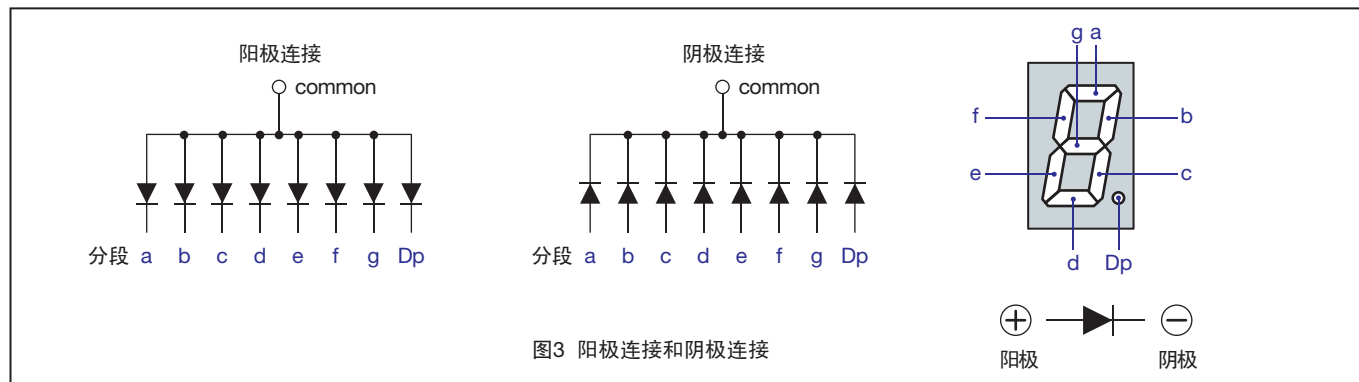 阳极连接
common
分段 a b c d e f g Dp
阴极连接
common
分段 a b c d e f g Dp
g a
f b
e c
d Dp
阳极 阴极
图3 阳极连接和阴极连接